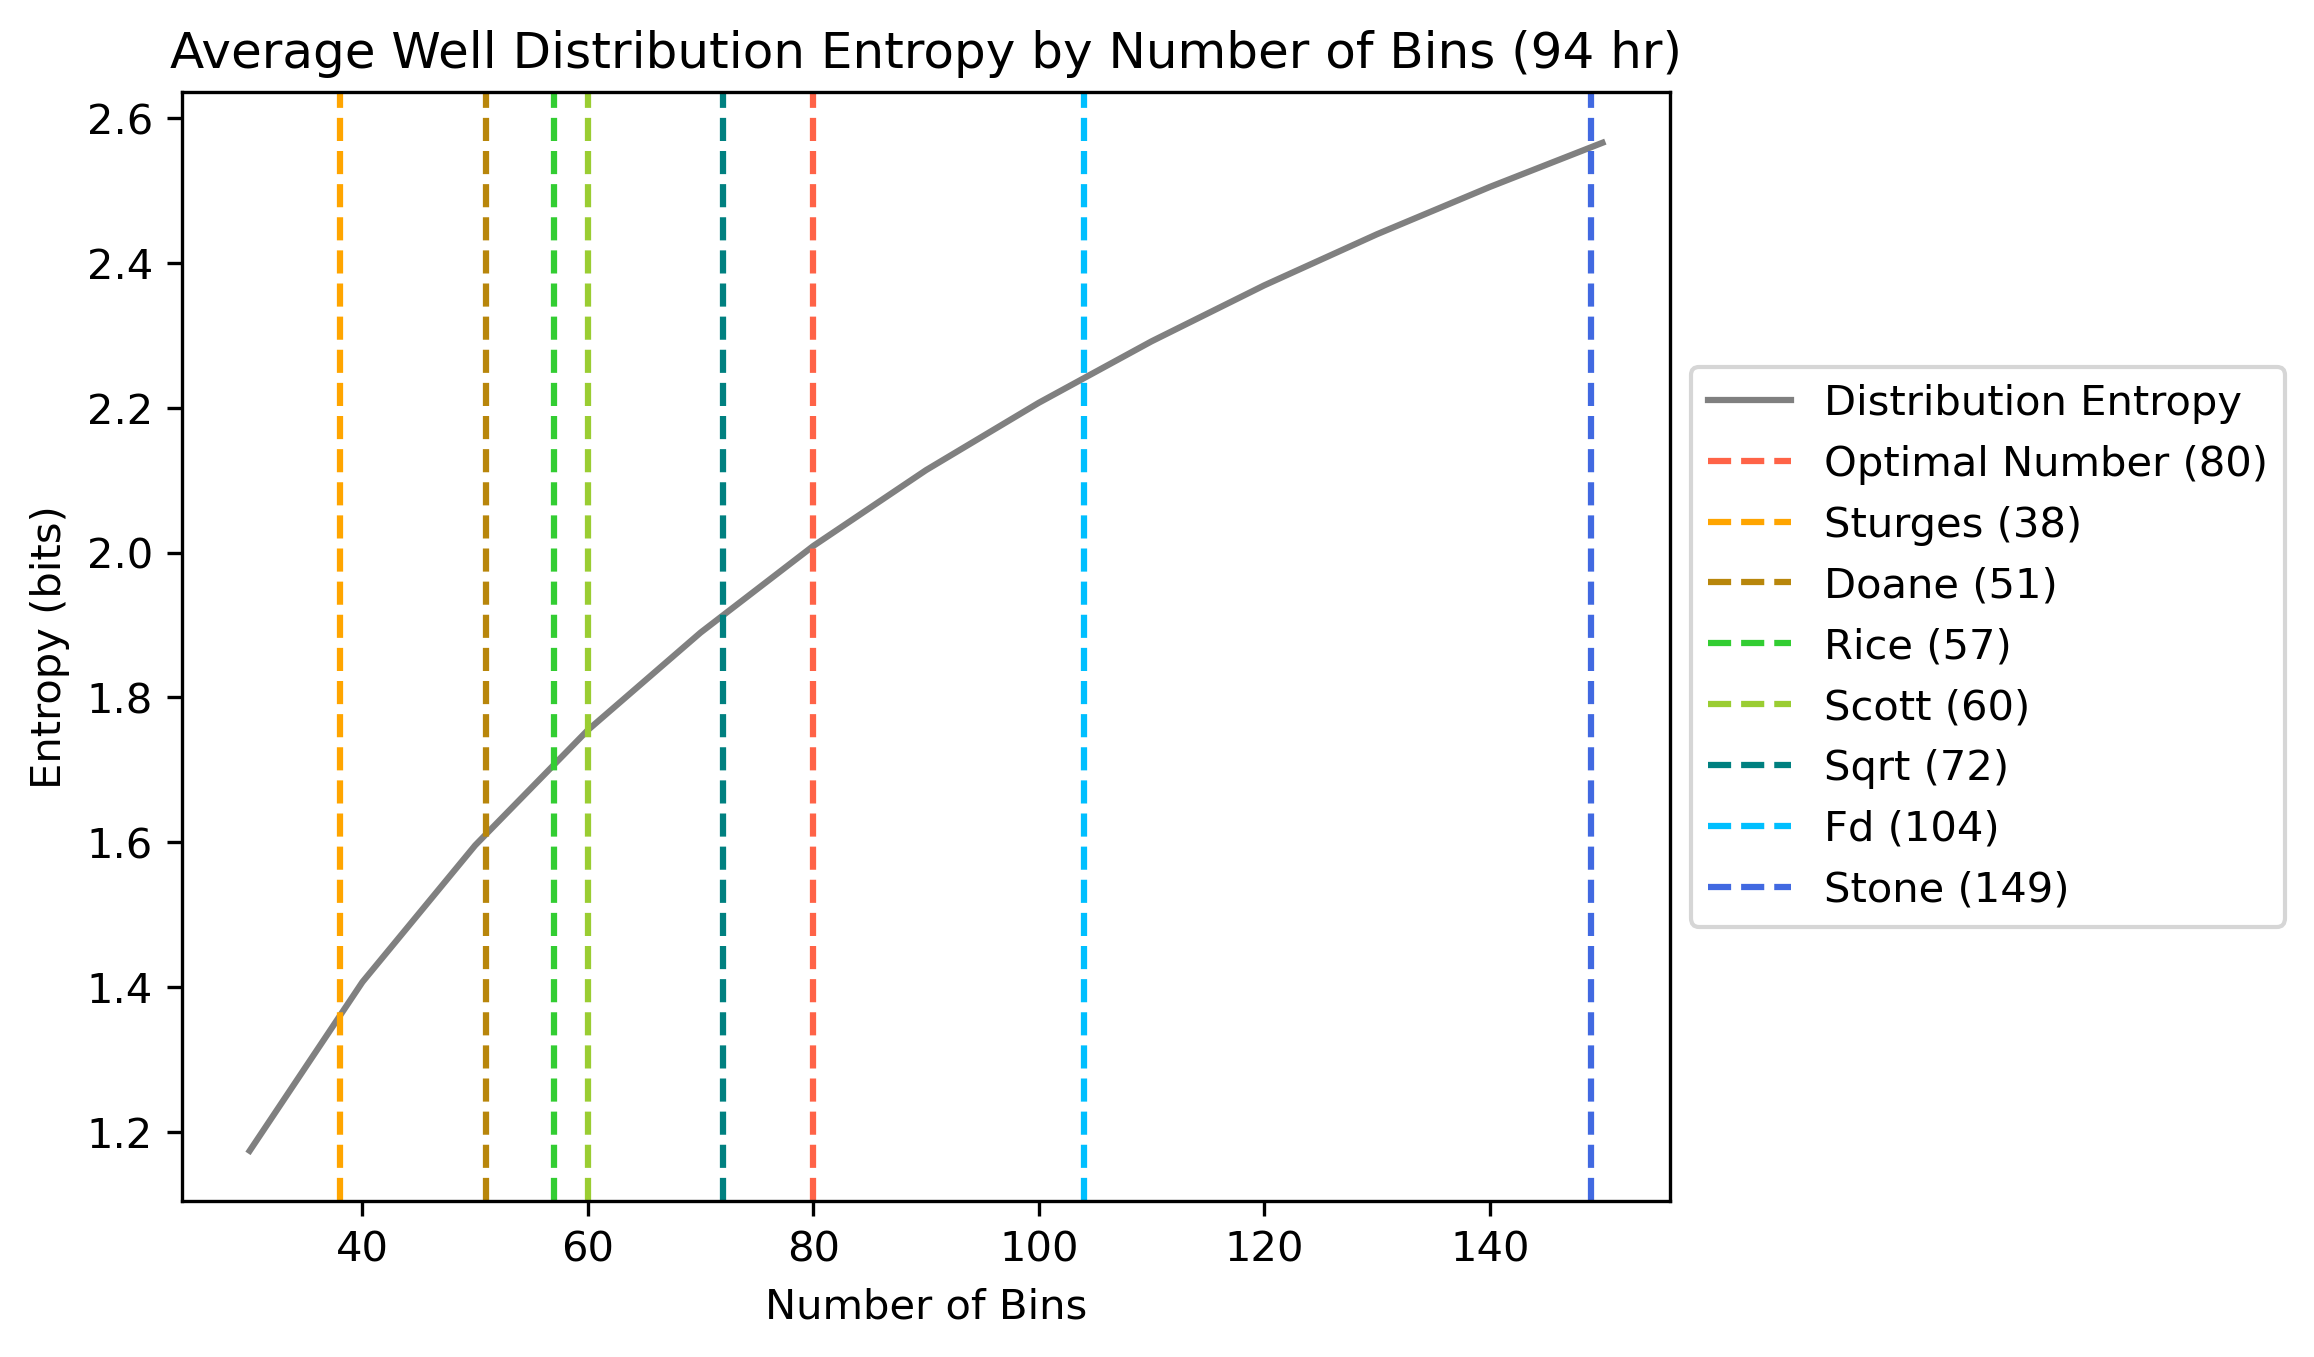 Average Well Distribution Entropy by Number of Bins (94 hr)
Entropy (bits)
2.6
2.4
2.2
2.0
1.8
1.6
1.4
1.2
40 60 80 100 120 140
Number of Bins
Distribution Entropy
Optimal Number (80)
Sturges (38)
Doane (51)
Rice (57)
Scott (60)
Sqrt (72)
Fd (104)
Stone (149)